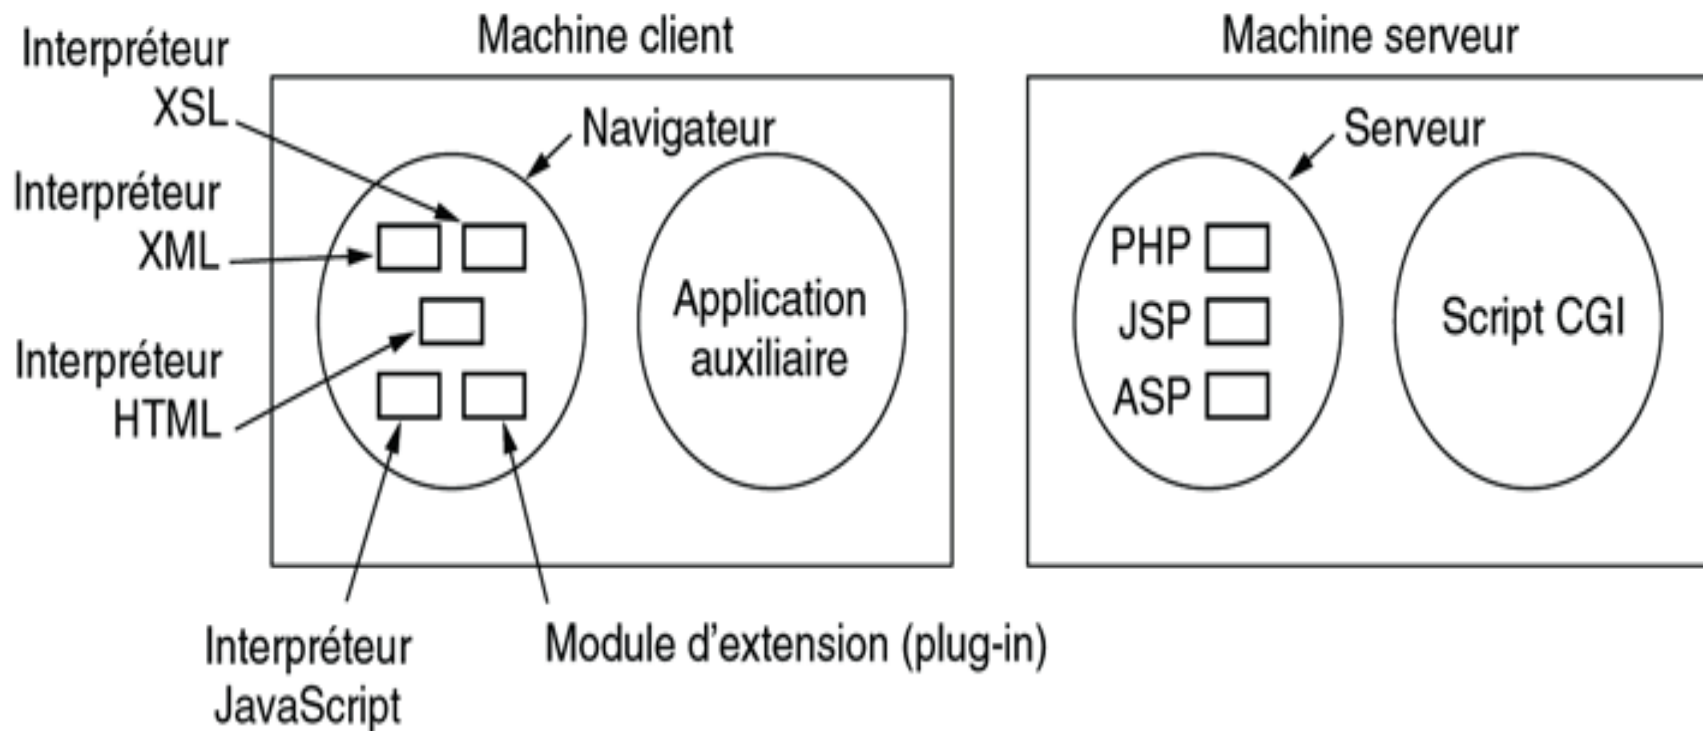 Interpréteur
XSL
Machine client
Machine serveur
Navigateur
Serveur
Interpréteur
XML
PHP
Application
auxiliaire
JSP
Script CGI
Interpréteur
HTML
ASP
Interpréteur
JavaScript
Module d’extension (plug-in)